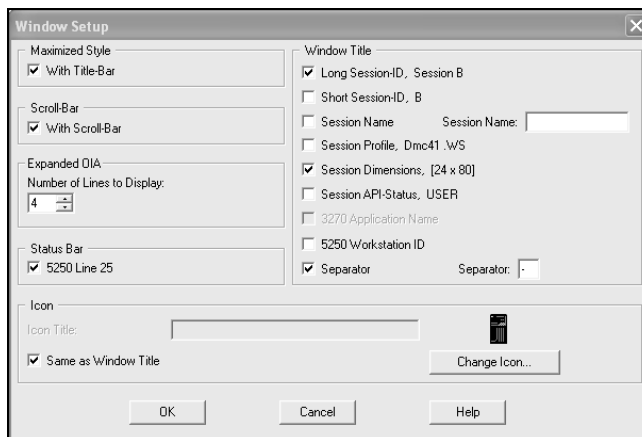 Window Setup
Maximized Style
With Title-Bar
Scroll-Bar
With Scroll-Bar
Expanded OIA
Number of Lines to Display:
4
Status Bar
5250 Line 25
Window Title
Long Session-ID, Session B
Short Session-ID, B
Session Name Session Name:
Session Profile, Dmc41 .WS
Session Dimensions, [24 x 80]
Session API-Status, USER
3270 Application Name
5250 Workstation ID
Separator Separator: -
Icon
Icon Title:
Same as Window Title
Change Icon...
OK Cancel Help